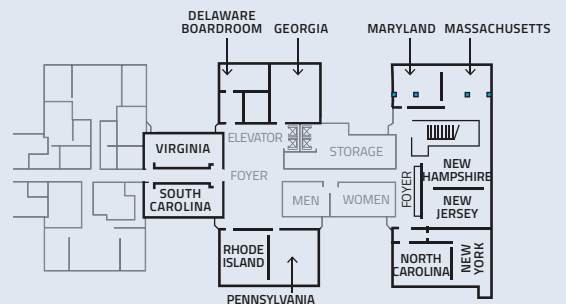 DELAWARE
BOARDROOM
GEORGIA
MARYLAND
MASSACHUSETTS
ELEVATOR
VIRGINIA
STORAGE
FOYER
NEW
HAMPSHIRE
SOUTH
CAROLINA
MEN
WOMEN
FOYER
NEW
JERSEY
RHODE
ISLAND
NORTH
CAROLINA
NEW
YORK
PENNSYLVANIA